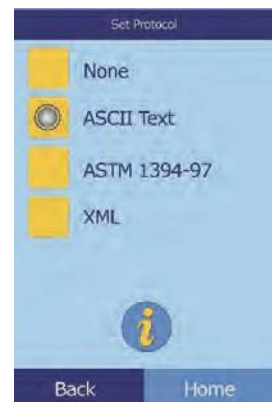 Set Protocol
None
ASCII Text
ASTM 1394-97
XML
i
Back Home